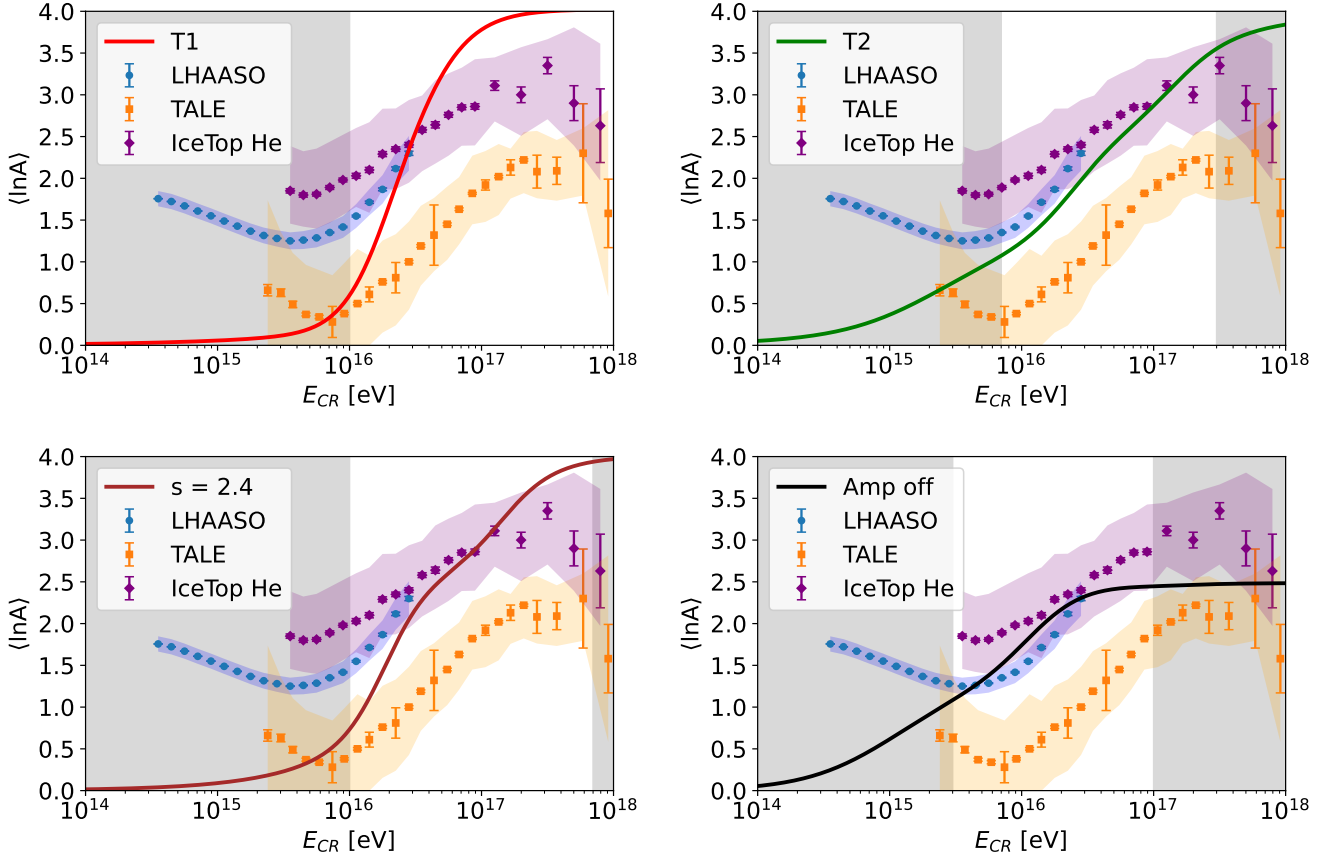 ⟨lnA⟩
4.0
3.5
3.0
2.5
2.0
1.5
1.0
0.5
0.0
T1
LHAASO
TALE
IceTop He
10^14 10^15 10^16 10^17 10^18
E_CR [eV]
⟨lnA⟩
4.0
3.5
3.0
2.5
2.0
1.5
1.0
0.5
0.0
T2
LHAASO
TALE
IceTop He
10^14 10^15 10^16 10^17 10^18
E_CR [eV]
⟨lnA⟩
4.0
3.5
3.0
2.5
2.0
1.5
1.0
0.5
0.0
s = 2.4
LHAASO
TALE
IceTop He
10^14 10^15 10^16 10^17 10^18
E_CR [eV]
⟨lnA⟩
4.0
3.5
3.0
2.5
2.0
1.5
1.0
0.5
0.0
Amp off
LHAASO
TALE
IceTop He
10^14 10^15 10^16 10^17 10^18
E_CR [eV]